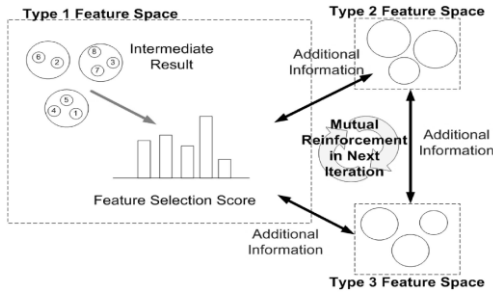 Type 1 Feature Space
Type 2 Feature Space
Intermediate
Result
6
2
8
3
7
5
4
1
Additional
Information
Mutual
Reinforcement
in Next
Iteration
Additional
Information
Feature Selection Score
Additional
Information
Type 3 Feature Space